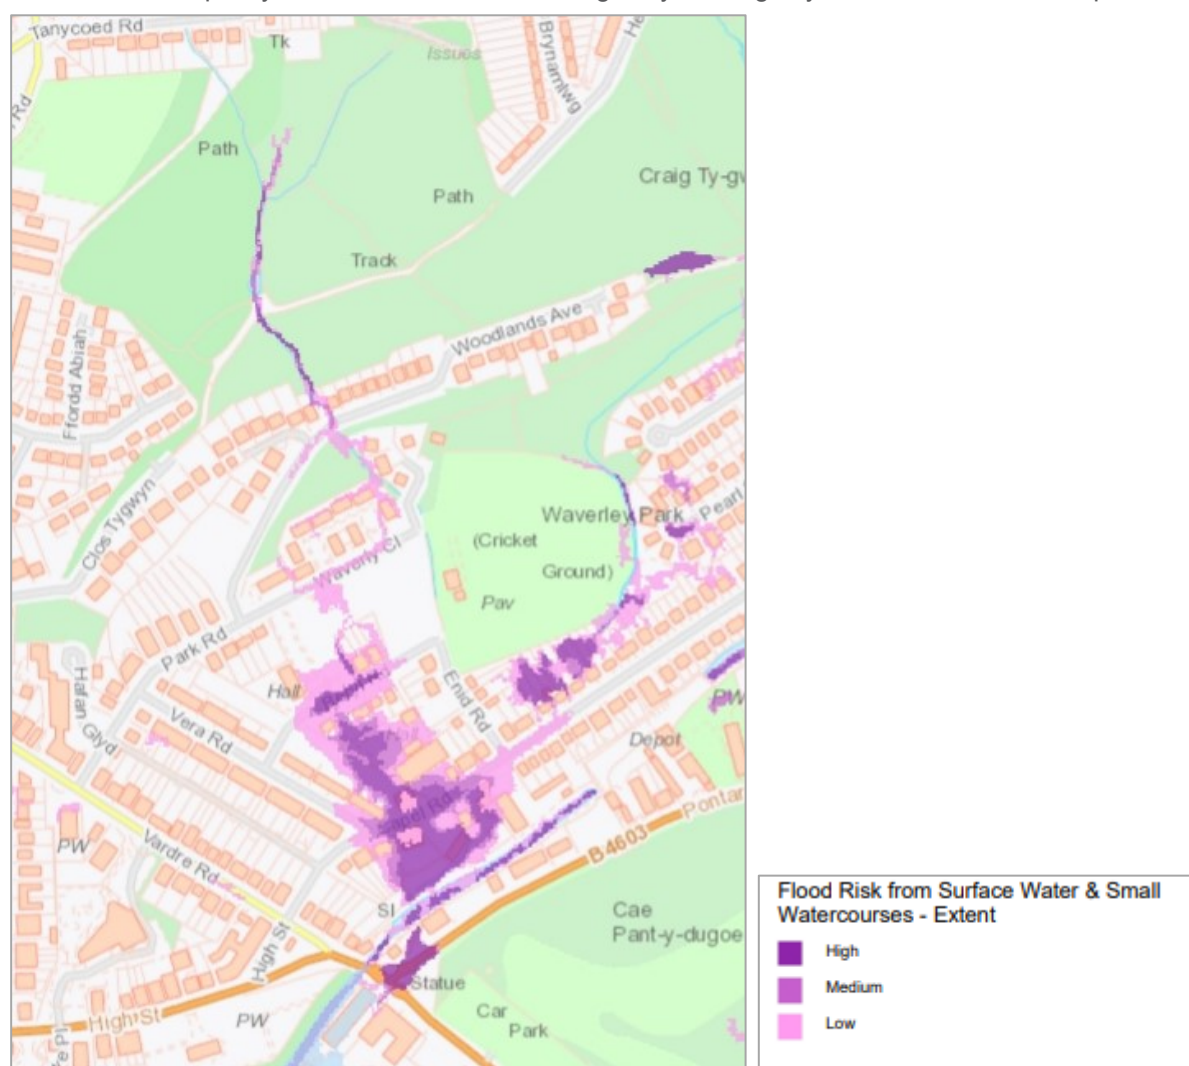 Tanycoed Rd
Tk
Issues
Brynamlwg
He
Rd
Path
Craig Ty-gw
Path
Track
Woodlands Ave
Ffordd Abiah
Clos Tygwyn
Waverley Park
Pearl
(Cricket
Ground)
Waverly Cl
Pav
Park Rd
Hall
Enid Rd
PW
Hafan
Glyd
Vera Rd
Depot
Pontar
B4603
PW
Vardre Rd
Sl
Cae
Pant-y-dugoe
High St
Statue
Car
Park
High St
PW
Flood Risk from Surface Water & Small
Watercourses - Extent
High
Medium
Low